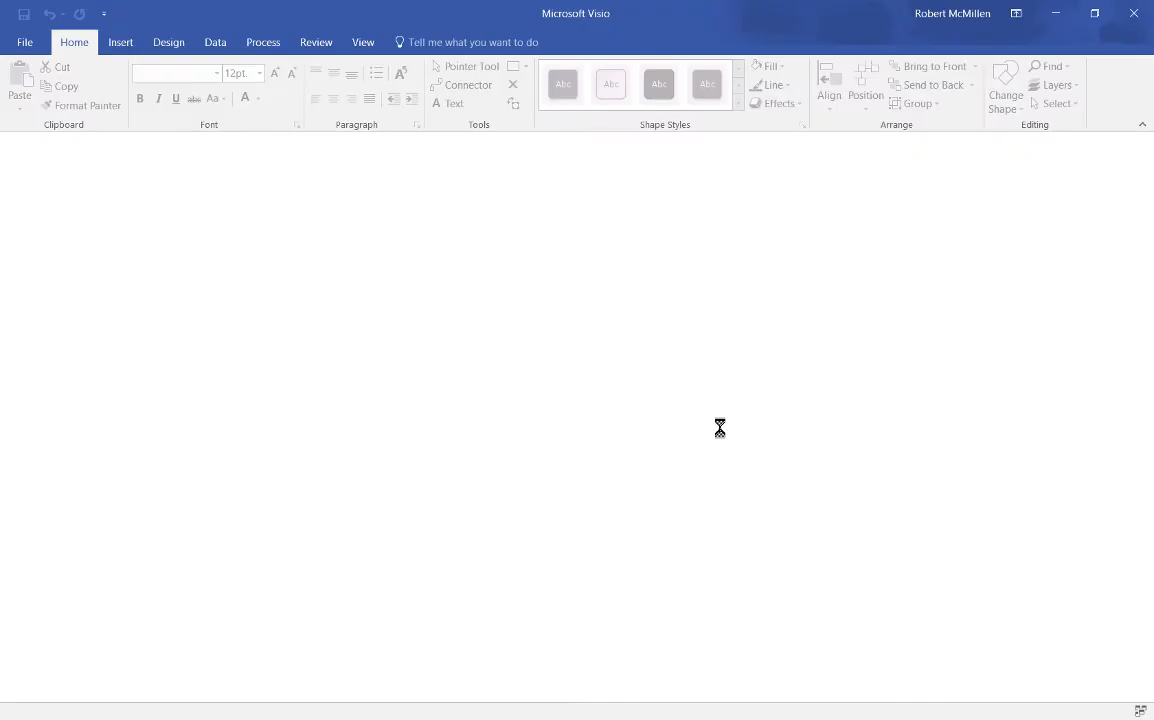 Microsoft Visio
Robert McMillen
File Home Insert Design Data Process Review View Tell me what you want to do
Paste
Cut
Copy
Format Painter
Clipboard
12pt.
B I U abc Aa A
Font
Paragraph
Pointer Tool
Connector
A Text
Tools
Abc Abc Abc Abc
Shape Styles
Fill
Line
Effects
Align
Position
Bring to Front
Send to Back
Group
Arrange
Change
Shape
Find
Layers
Select
Editing